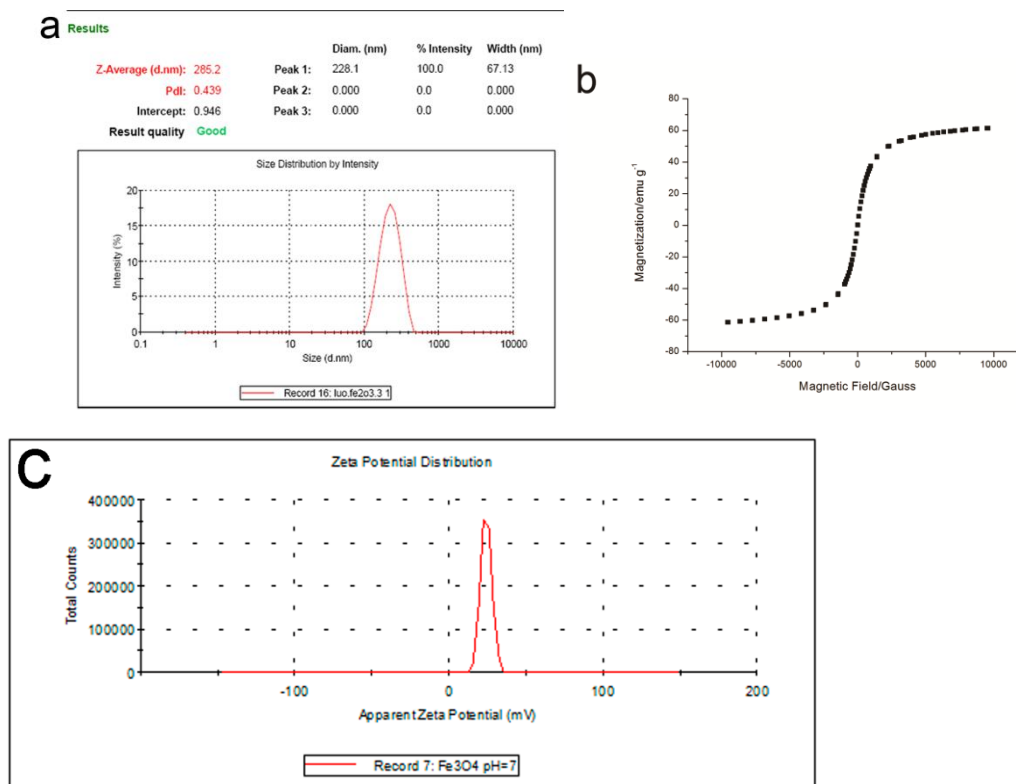 a Results
Diam. (nm) % Intensity Width (nm)
Z-Average (d.nm): 285.2 Peak 1: 228.1 100.0 67.13
PdI: 0.439 Peak 2: 0.000 0.0 0.000
Intercept: 0.946 Peak 3: 0.000 0.0 0.000
Result quality Good
Size Distribution by Intensity
Intensity (%)
20
15
10
5
0
0.1 1 10 100 1000 10000
Size (d.nm)
Record 16: luo.fe2o3.3 1
b
Magnetization/emu g-1
80
60
40
20
0
-20
-40
-60
-80
-10000 -5000 0 5000 10000
Magnetic Field/Gauss
C
Zeta Potential Distribution
Total Counts
400000
300000
200000
100000
0
-100 0 100 200
Apparent Zeta Potential (mV)
Record 7: Fe3O4 pH=7